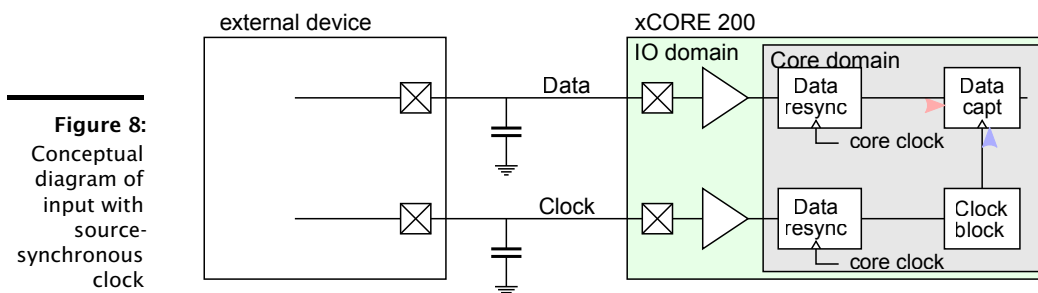 external device
xCORE 200
IO domain
Core domain
Data
Data
resync
Data
capt
core clock
Figure 8:
Conceptual
diagram of
input with
source-
synchronous
clock
Clock
Data
resync
Clock
block
core clock